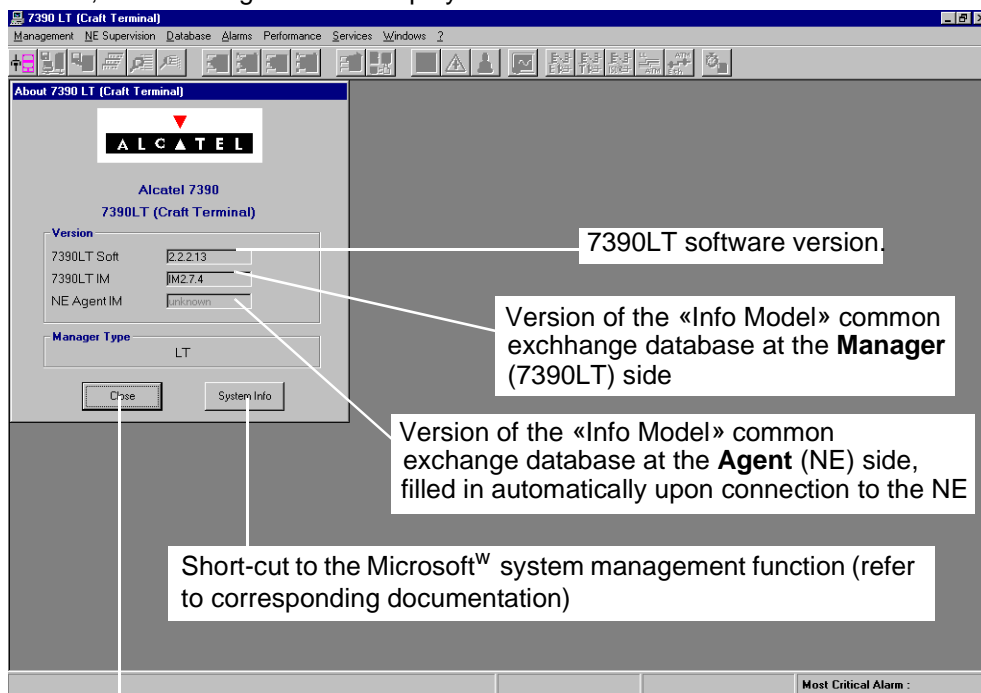 7390 LT (Craft Terminal)
Management NE Supervision Database Alarms Performance Services Windows ?
About 7390 LT (Craft Terminal)
ALCATEL
Alcatel 7390
7390LT (Craft Terminal)
Version
7390LT Soft 2.2.2.13
7390LT IM IM2.7.4
NE Agent IM unknown
Manager Type
LT
Close System Info
7390LT software version.
Version of the «Info Model» common
exchhange database at the Manager
(7390LT) side
Version of the «Info Model» common
exchange database at the Agent (NE) side,
filled in automatically upon connection to the NE
Short-cut to the Microsoftw system management function (refer
to corresponding documentation)
Most Critical Alarm :